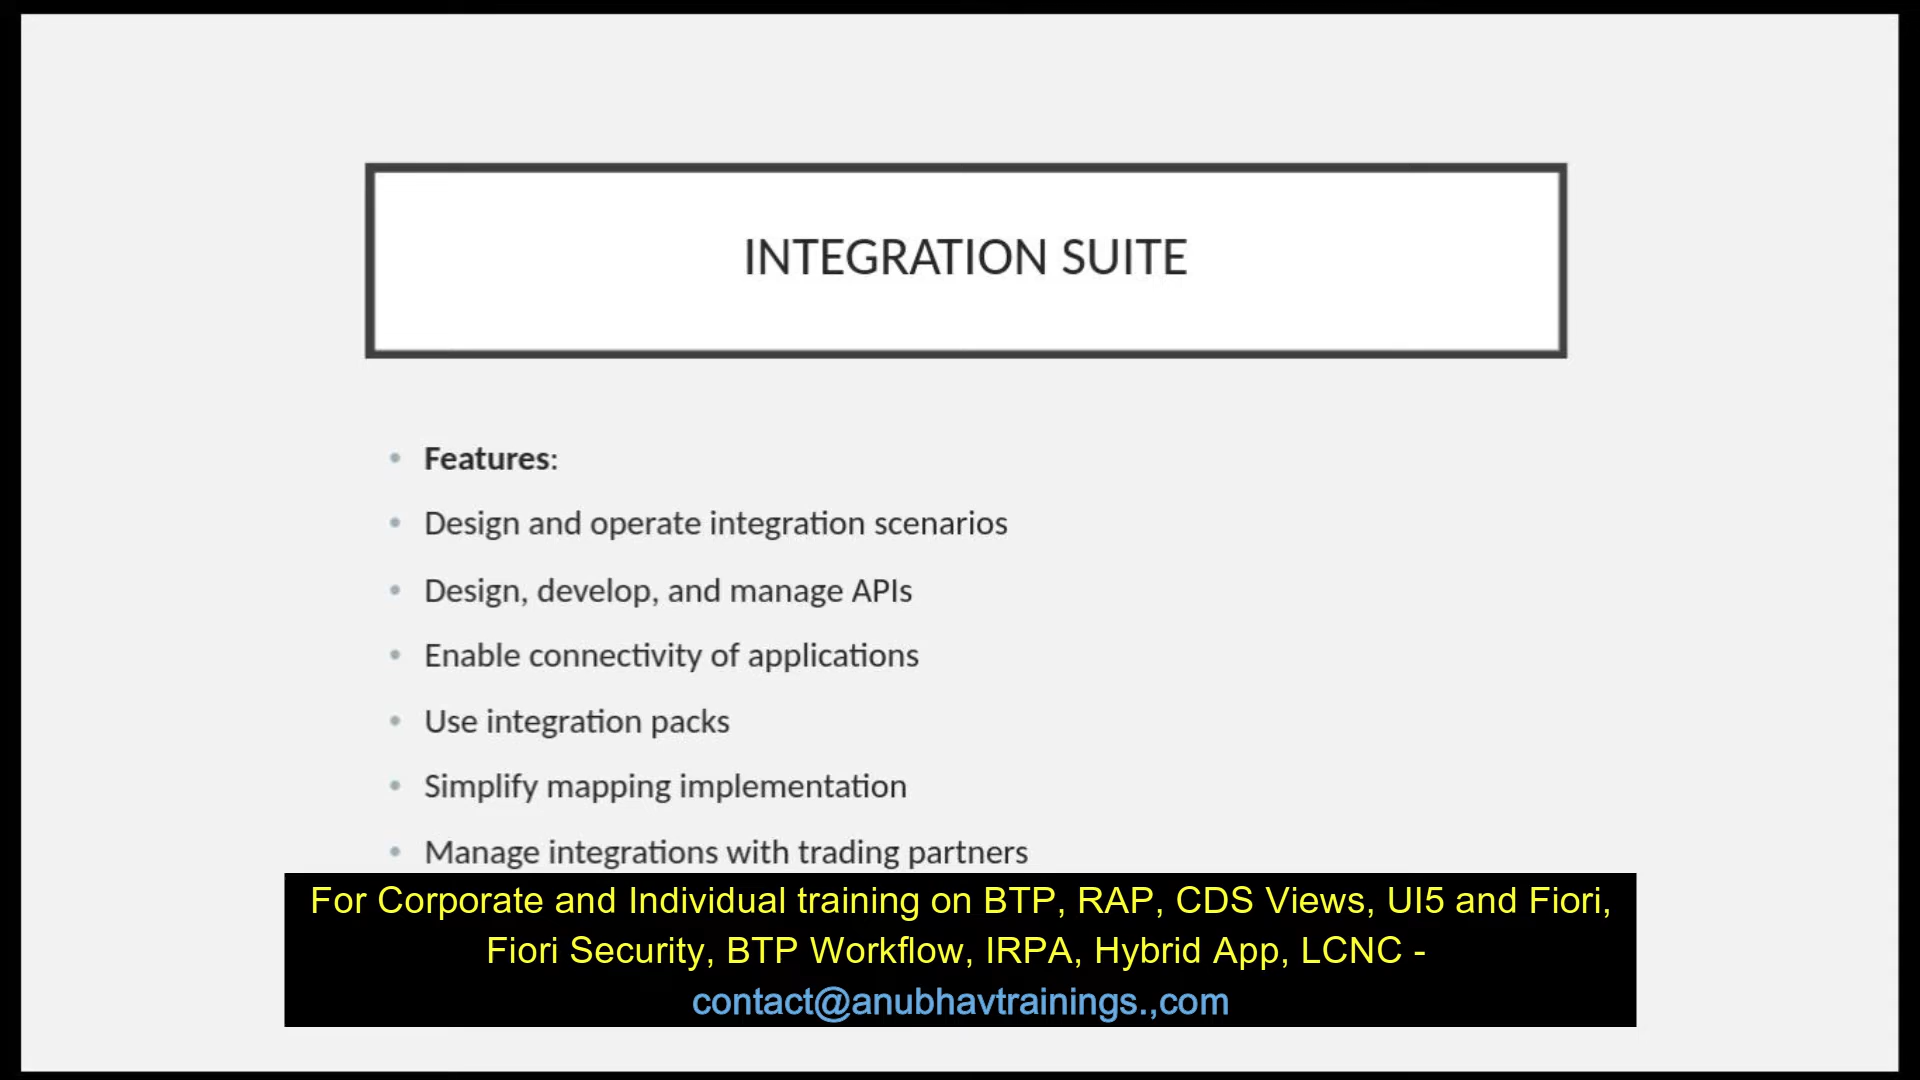 INTEGRATION SUITE
• Features:
• Design and operate integration scenarios
• Design, develop, and manage APIs
• Enable connectivity of applications
• Use integration packs
• Simplify mapping implementation
• Manage integrations with trading partners
For Corporate and Individual training on BTP, RAP, CDS Views, UI5 and Fiori,
Fiori Security, BTP Workflow, IRPA, Hybrid App, LCNC -
contact@anubhavtrainings.,com